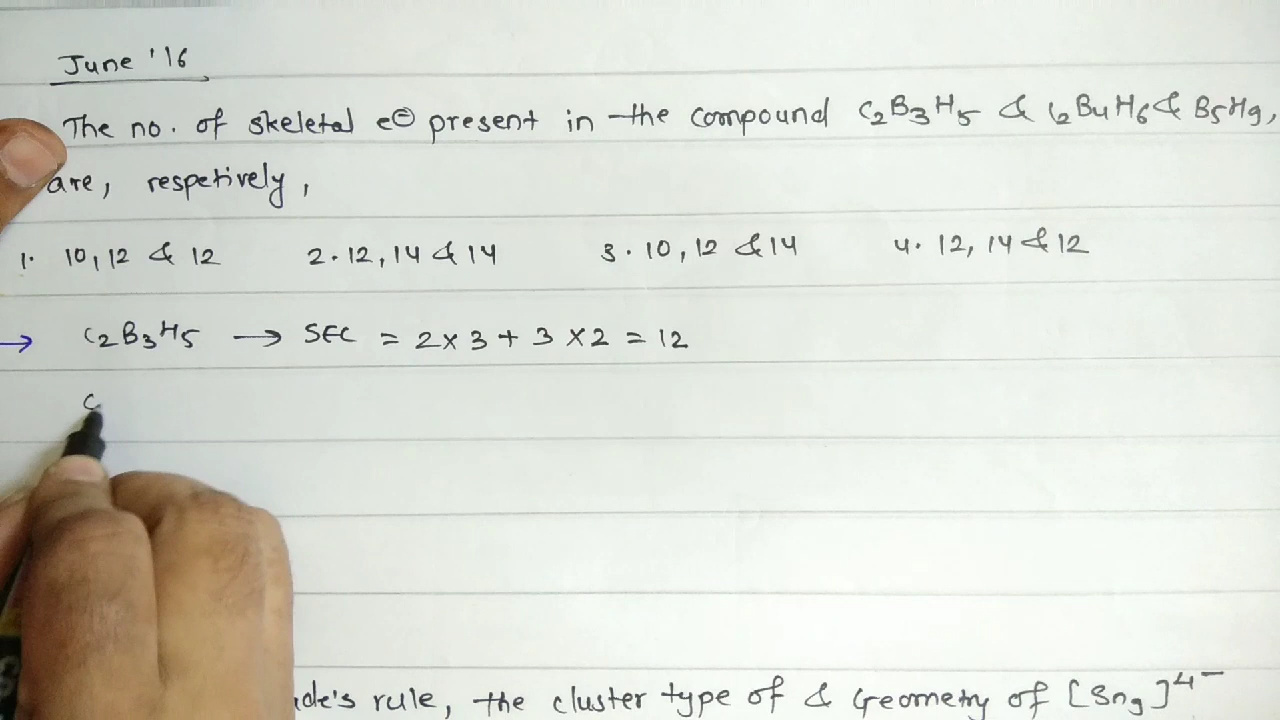 June '16
The no. of skeletal e⊖ present in the compound C₂B₃H₅ & C₂B₄H₆ & B₅H₉,
are, respetively,
1. 10, 12 & 12 2. 12, 14 & 14 3. 10, 12 & 14 4. 12, 14 & 12
→ C₂B₃H₅ → SEC = 2×3 + 3×2 = 12
C
rule, the cluster type of & Geometry of [Sn₉]⁴⁻